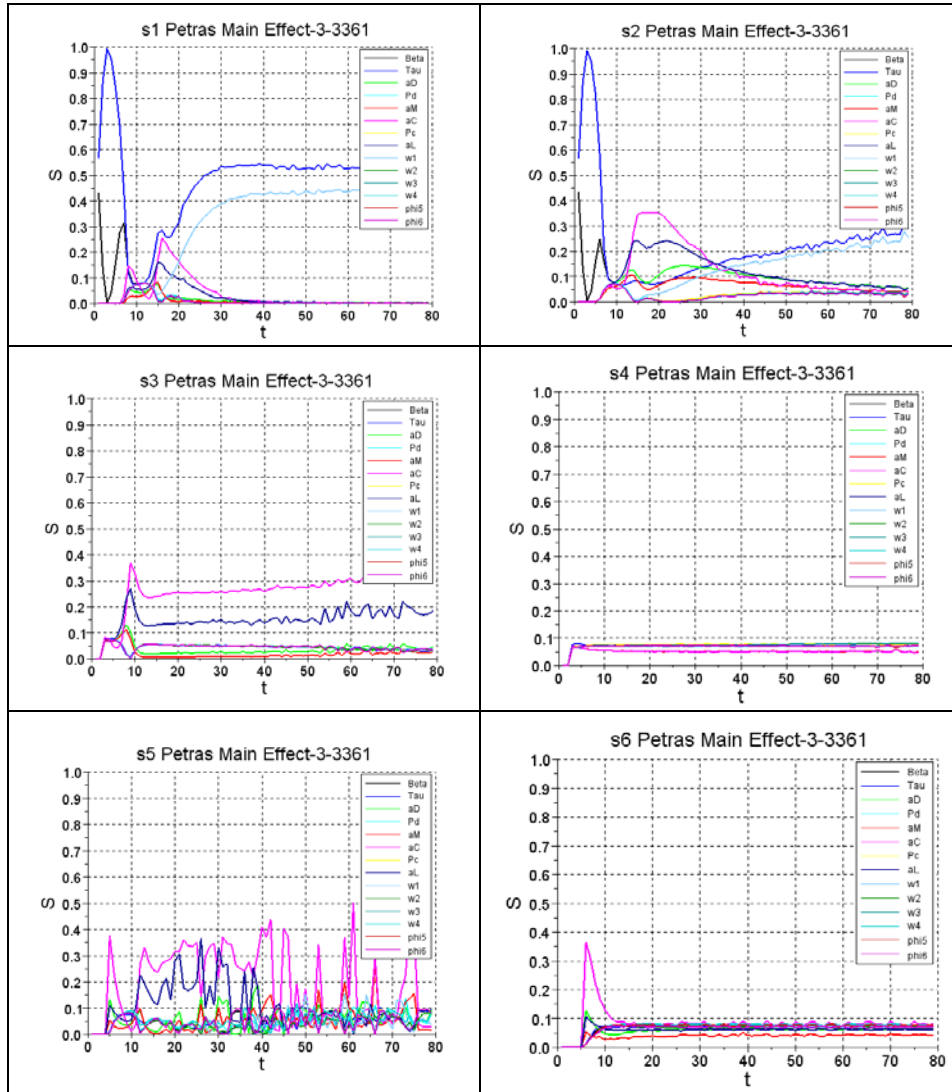 s1 Petras Main Effect-3-3361
S
1.0
0.9
0.8
0.7
0.6
0.5
0.4
0.3
0.2
0.1
0.0
0 10 20 30 40 50 60 70 80
t
Beta
Tau
aD
Pd
aM
aC
Pc
aL
w1
w2
w3
w4
phi5
phi6
s2 Petras Main Effect-3-3361
S
1.0
0.9
0.8
0.7
0.6
0.5
0.4
0.3
0.2
0.1
0.0
0 10 20 30 40 50 60 70 80
t
Beta
Tau
aD
Pd
aM
aC
Pc
aL
w1
w2
w3
w4
phi5
phi6
s3 Petras Main Effect-3-3361
S
1.0
0.9
0.8
0.7
0.6
0.5
0.4
0.3
0.2
0.1
0.0
0 10 20 30 40 50 60 70 80
t
Beta
Tau
aD
Pd
aM
aC
Pc
aL
w1
w2
w3
w4
phi5
phi6
s4 Petras Main Effect-3-3361
S
1.0
0.9
0.8
0.7
0.6
0.5
0.4
0.3
0.2
0.1
0.0
0 10 20 30 40 50 60 70 80
t
Beta
Tau
aD
Pd
aM
aC
Pc
aL
w1
w2
w3
w4
phi5
phi6
s5 Petras Main Effect-3-3361
S
1.0
0.9
0.8
0.7
0.6
0.5
0.4
0.3
0.2
0.1
0.0
0 10 20 30 40 50 60 70 80
t
Beta
Tau
aD
Pd
aM
aC
Pc
aL
w1
w2
w3
w4
phi5
phi6
s6 Petras Main Effect-3-3361
S
1.0
0.9
0.8
0.7
0.6
0.5
0.4
0.3
0.2
0.1
0.0
0 10 20 30 40 50 60 70 80
t
Beta
Tau
aD
Pd
aM
aC
Pc
aL
w1
w2
w3
w4
phi5
phi6